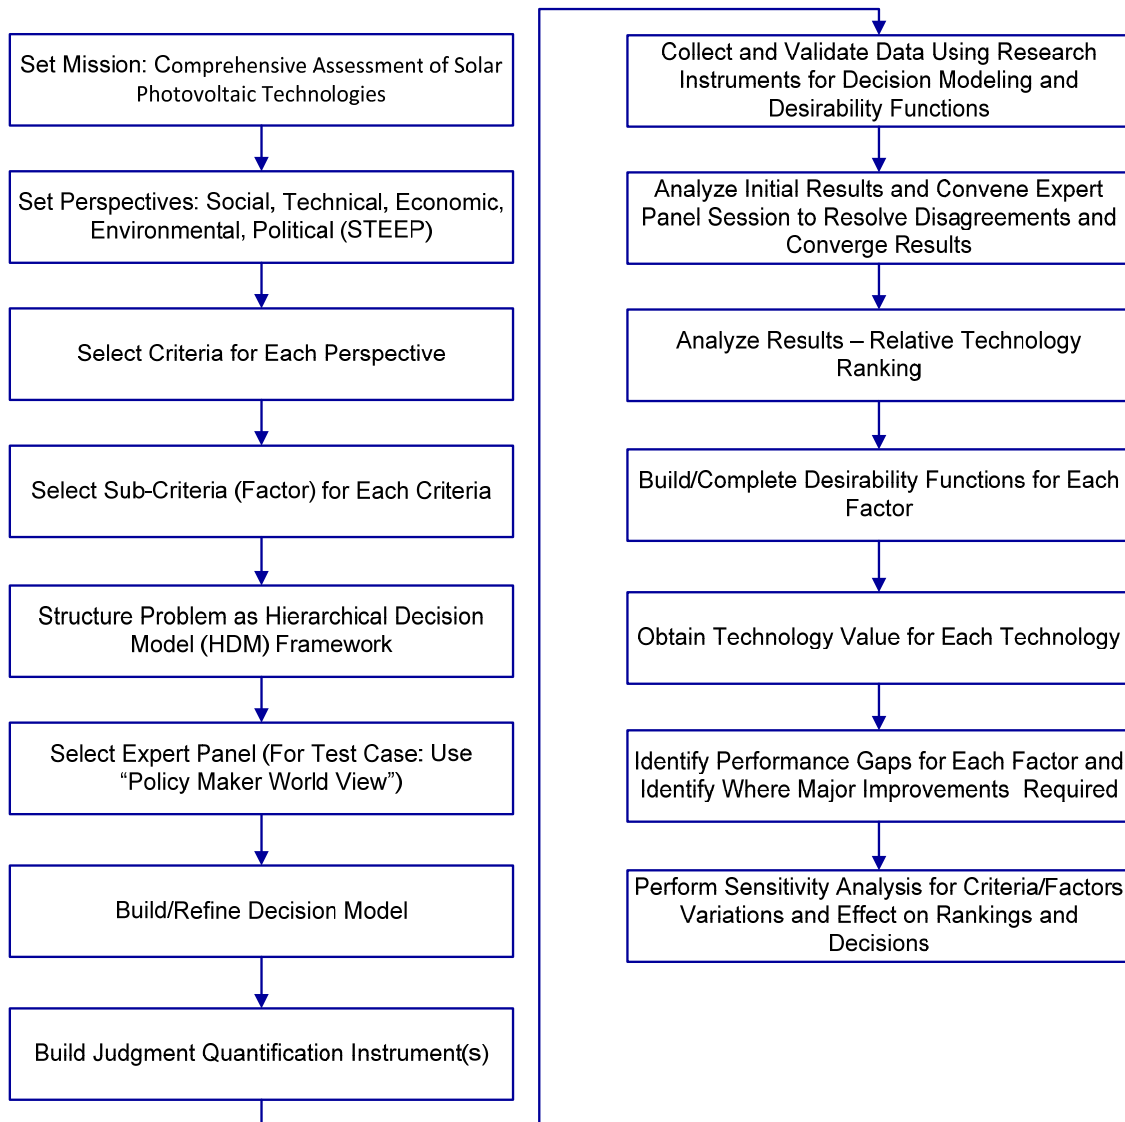 Set Mission: Comprehensive Assessment of Solar
Photovoltaic Technologies
Set Perspectives: Social, Technical, Economic,
Environmental, Political (STEEP)
Select Criteria for Each Perspective
Select Sub-Criteria (Factor) for Each Criteria
Structure Problem as Hierarchical Decision
Model (HDM) Framework
Select Expert Panel (For Test Case: Use
“Policy Maker World View”)
Build/Refine Decision Model
Build Judgment Quantification Instrument(s)
Collect and Validate Data Using Research
Instruments for Decision Modeling and
Desirability Functions
Analyze Initial Results and Convene Expert
Panel Session to Resolve Disagreements and
Converge Results
Analyze Results – Relative Technology
Ranking
Build/Complete Desirability Functions for Each
Factor
Obtain Technology Value for Each Technology
Identify Performance Gaps for Each Factor and
Identify Where Major Improvements  Required
Perform Sensitivity Analysis for Criteria/Factors
Variations and Effect on Rankings and
Decisions